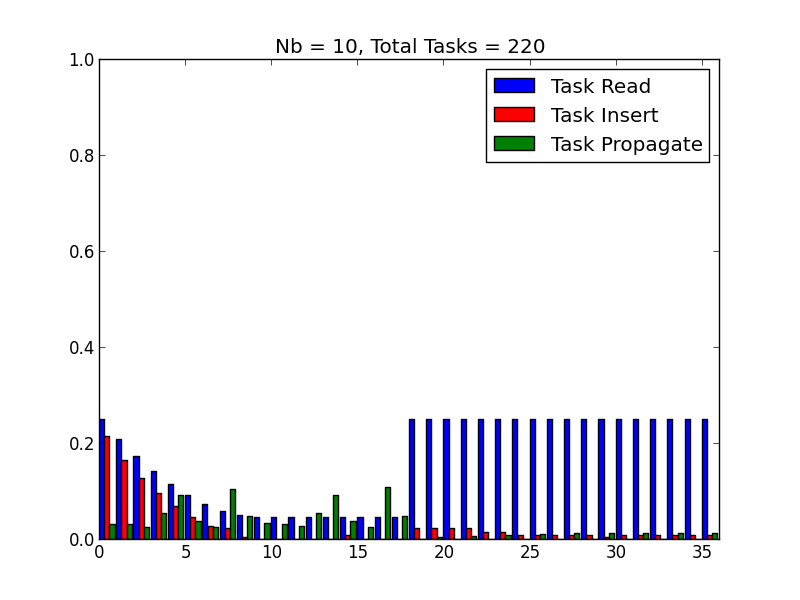 Nb = 10, Total Tasks = 220
1.0
0.8
0.6
0.4
0.2
0.0
Task Read
Task Insert
Task Propagate
0 5 10 15 20 25 30 35